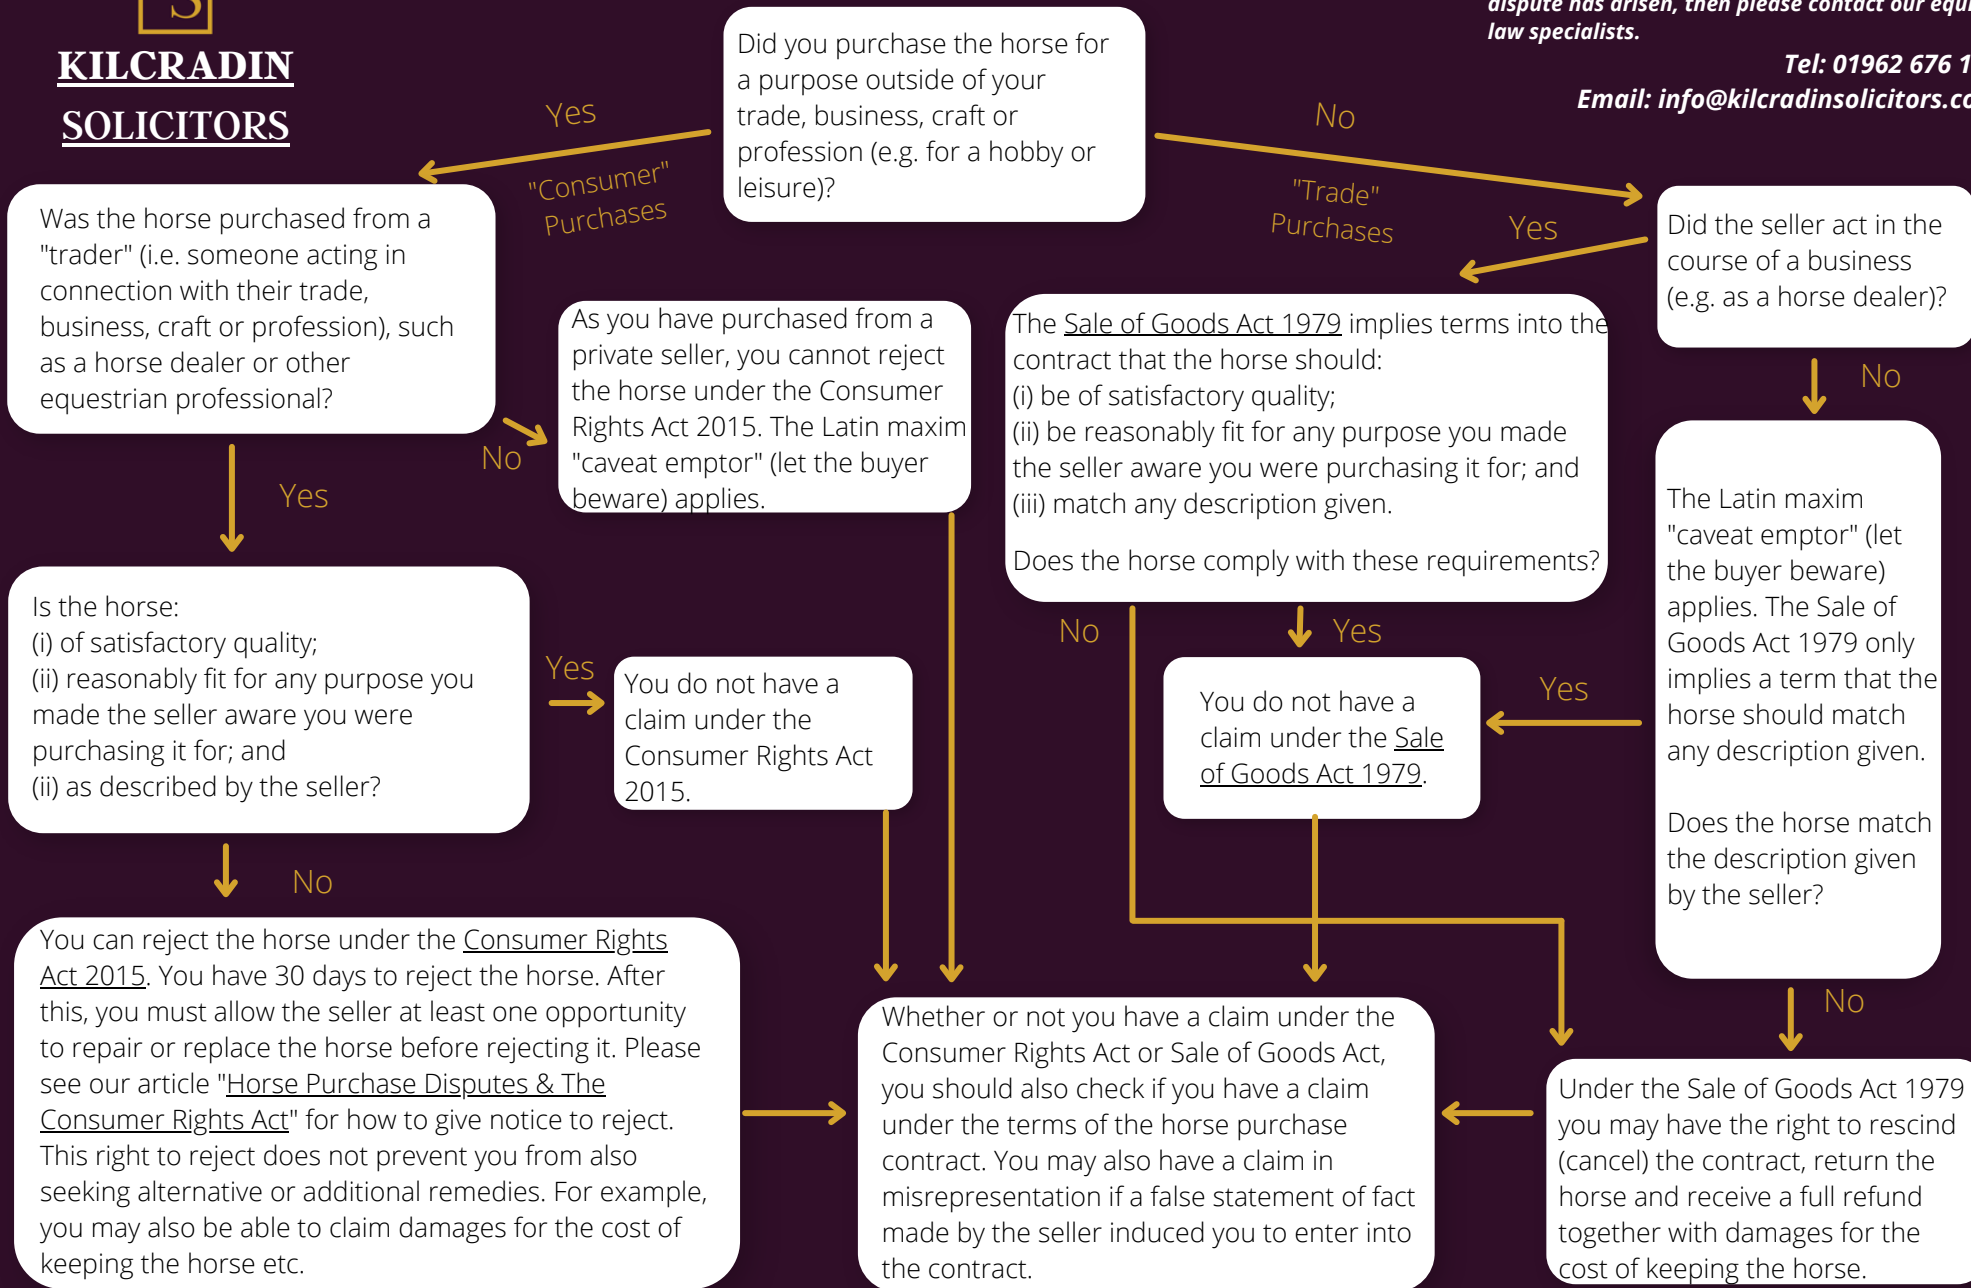 S
KILCRADIN
SOLICITORS
dispute has arisen, then please contact our
law specialists.
Tel: 01962 676 1
Email: info@kilcradinsolicitors.co
Did you purchase the horse for
a purpose outside of your
trade, business, craft or
profession (e.g. for a hobby or
leisure)?
Yes
"Consumer"
Purchases
No
"Trade"
Purchases
Was the horse purchased from a
"trader" (i.e. someone acting in
connection with their trade,
business, craft or profession), such
as a horse dealer or other
equestrian professional?
Did the seller act in the
course of a business
(e.g. as a horse dealer)?
Yes
No
No
Yes
As you have purchased from a
private seller, you cannot reject
the horse under the Consumer
Rights Act 2015. The Latin maxim
"caveat emptor" (let the buyer
beware) applies.
The Sale of Goods Act 1979 implies terms into the
contract that the horse should:
(i) be of satisfactory quality;
(ii) be reasonably fit for any purpose you made
the seller aware you were purchasing it for; and
(iii) match any description given.
Does the horse comply with these requirements?
The Latin maxim
"caveat emptor" (let
the buyer beware)
applies. The Sale of
Goods Act 1979 only
implies a term that the
horse should match
any description given.
Does the horse match
the description given
by the seller?
Is the horse:
(i) of satisfactory quality;
(ii) reasonably fit for any purpose you
made the seller aware you were
purchasing it for; and
(ii) as described by the seller?
Yes
You do not have a
claim under the
Consumer Rights Act
2015.
No
Yes
You do not have a
claim under the Sale
of Goods Act 1979.
Yes
No
No
You can reject the horse under the Consumer Rights
Act 2015. You have 30 days to reject the horse. After
this, you must allow the seller at least one opportunity
to repair or replace the horse before rejecting it. Please
see our article "Horse Purchase Disputes & The
Consumer Rights Act" for how to give notice to reject.
This right to reject does not prevent you from also
seeking alternative or additional remedies. For example,
you may also be able to claim damages for the cost of
keeping the horse etc.
Whether or not you have a claim under the
Consumer Rights Act or Sale of Goods Act,
you should also check if you have a claim
under the terms of the horse purchase
contract. You may also have a claim in
misrepresentation if a false statement of fact
made by the seller induced you to enter into
the contract.
Under the Sale of Goods Act 1979
you may have the right to rescind
(cancel) the contract, return the
horse and receive a full refund
together with damages for the
cost of keeping the horse.